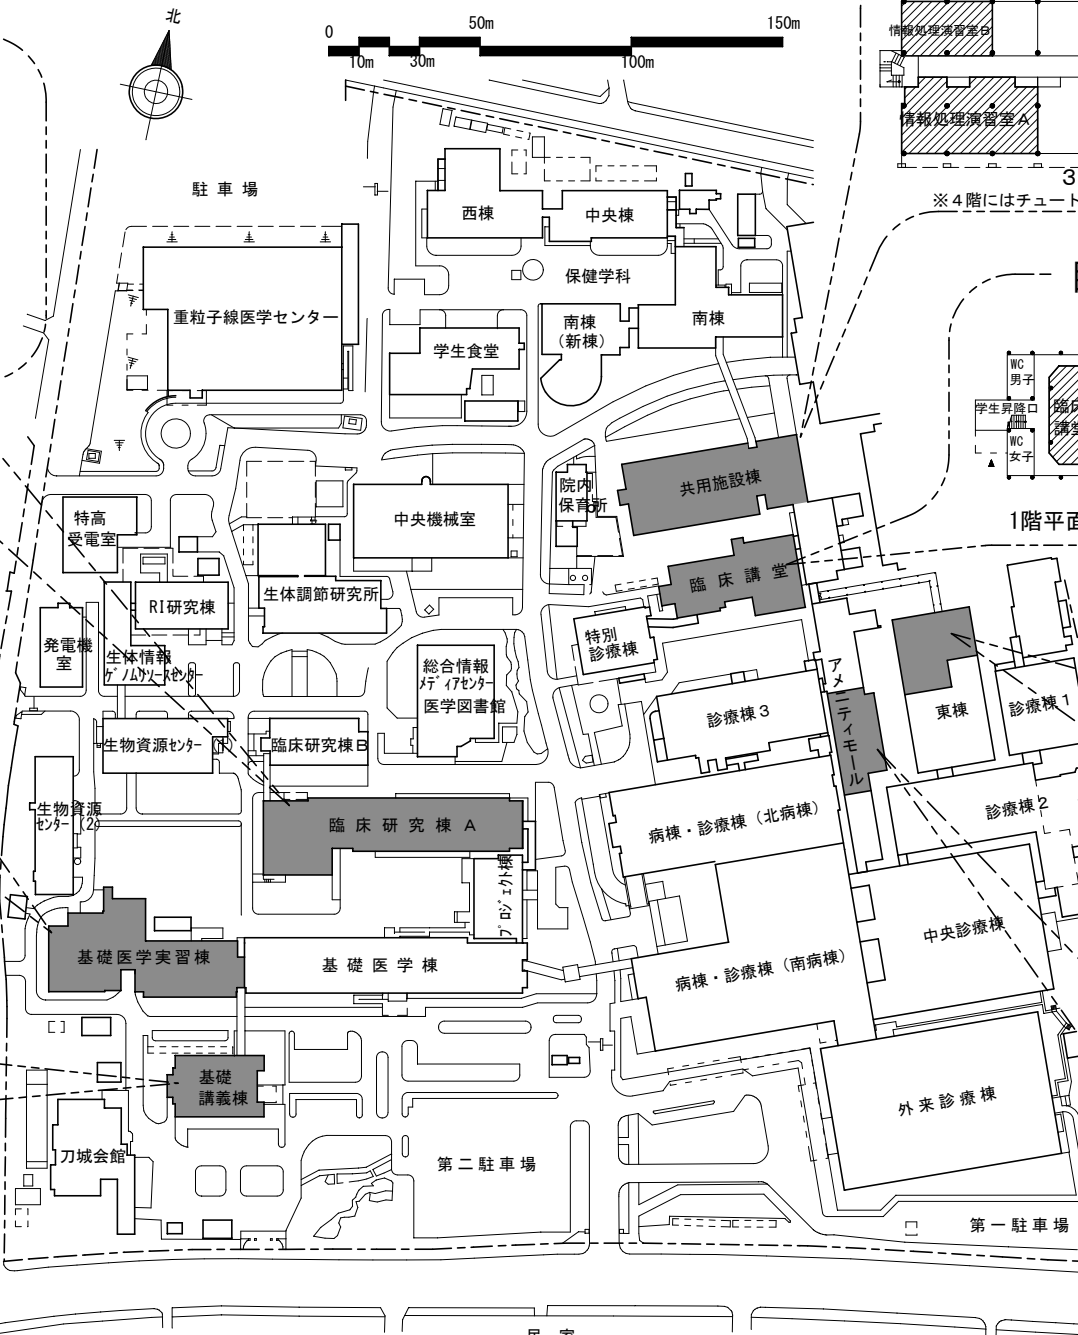 北
0
50m
150m
10m
30m
100m
情報処理演習室B
情報処理演習室A
3
※4階にはチュート
駐車場
西棟
中央棟
保健学科
重粒子線医学センター
南棟
(新棟)
南棟
学生食堂
WC
男子
学生昇降口
臨床
講堂
WC
女子
1階平面
共用施設棟
院内
保育所
特高
受電室
中央機械室
臨床講堂
RI研究棟
生体調節研究所
発電機
室
生体情報
ゲノムリソースセンター
特別
診療棟
総合情報
メディアセンター
医学図書館
アメニティモール
東棟
診療棟1
診療棟3
生物資源センター
臨床研究棟B
生物資源
センター(2)
臨床研究棟A
病棟・診療棟(北病棟)
診療棟2
プロジェクト棟
中央診療棟
基礎医学実習棟
基礎医学棟
病棟・診療棟(南病棟)
基礎
講義棟
外来診療棟
刀城会館
第二駐車場
第一駐車場